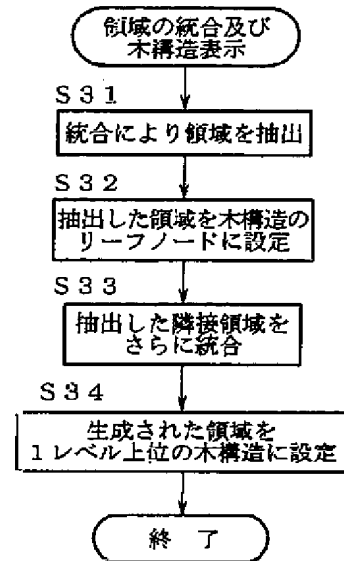 領域の統合及び
木構造表示
S31
統合により領域を抽出
S32
抽出した領域を木構造の
リーフノードに設定
S33
抽出した隣接領域を
さらに統合
S34
生成された領域を
1レベル上位の木構造に設定
終 了